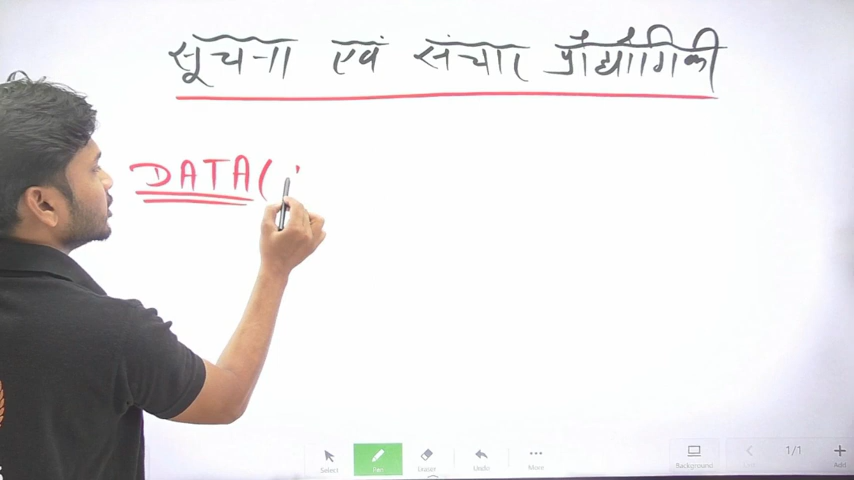 सूचना एवं संचार प्रौद्योगिकी
DATA (
Select
Pen
Eraser
Undo
More
Background
1/1
Add